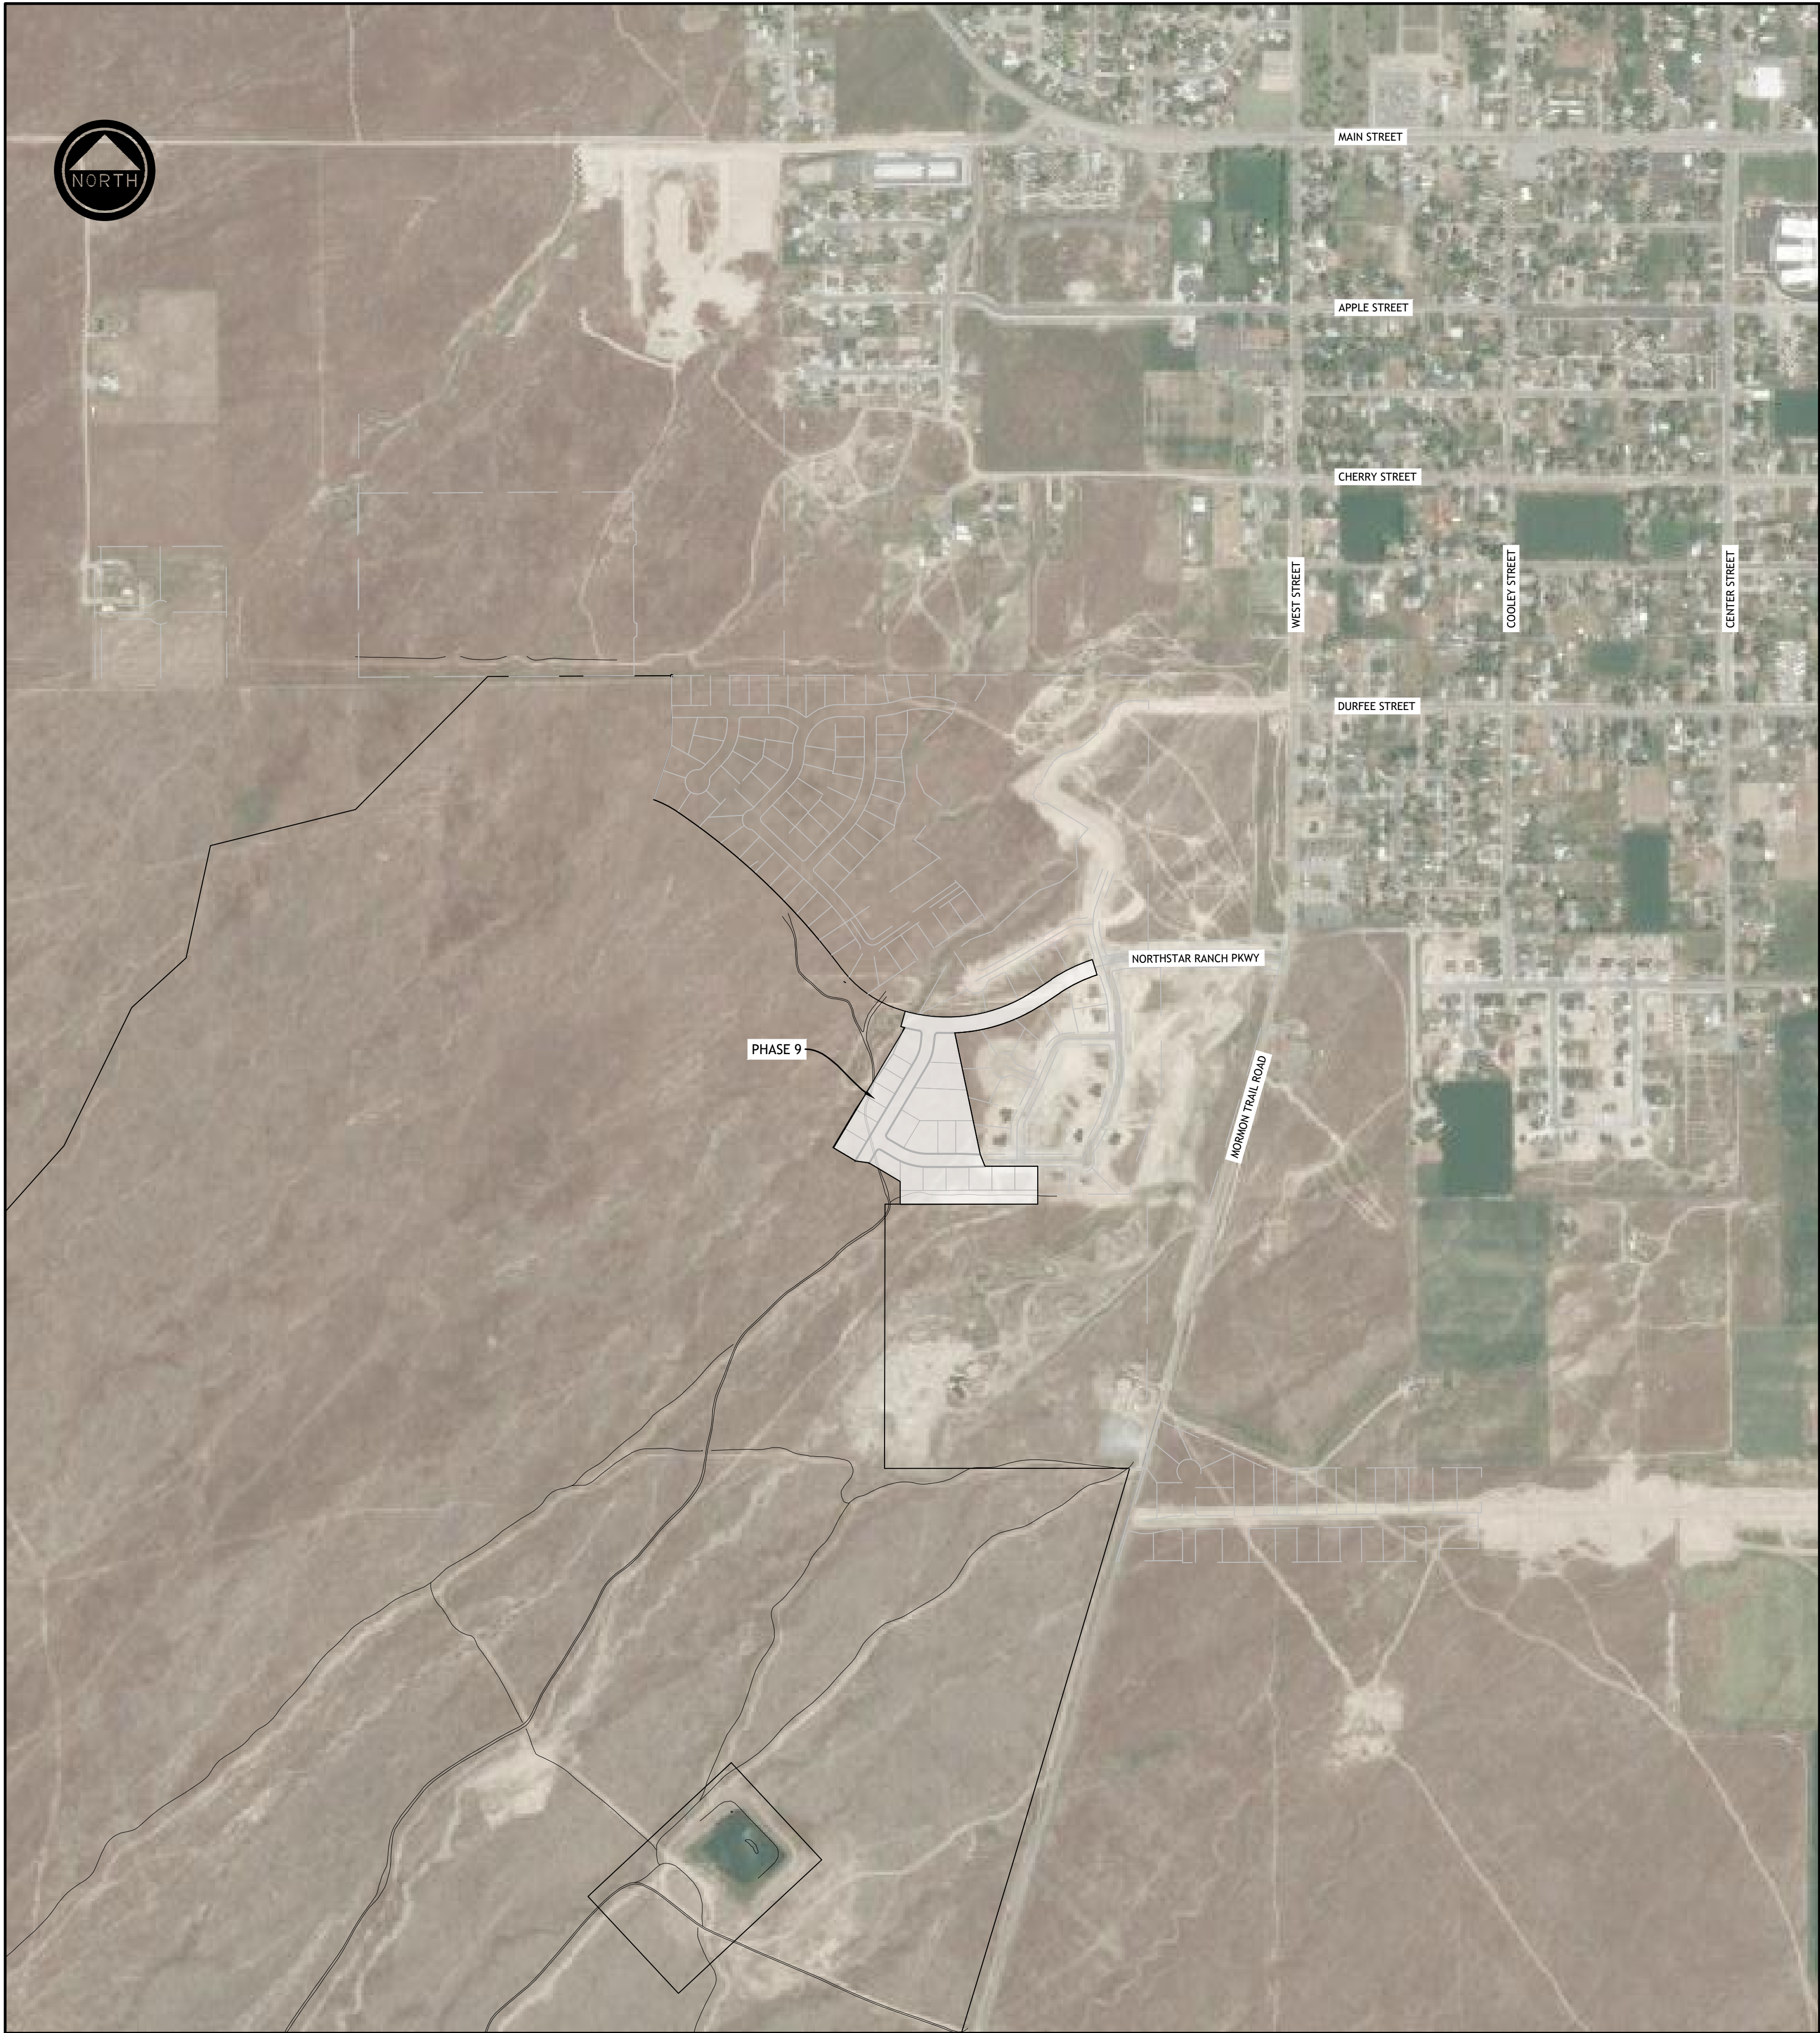 MAIN STREET
NORTH
APPLE STREET
CHERRY STREET
WEST STREET
COOLEY STREET
CENTER STREET
DURFEE STREET
NORTHSTAR RANCH PKWY
PHASE 9
MORMON TRAIL ROAD